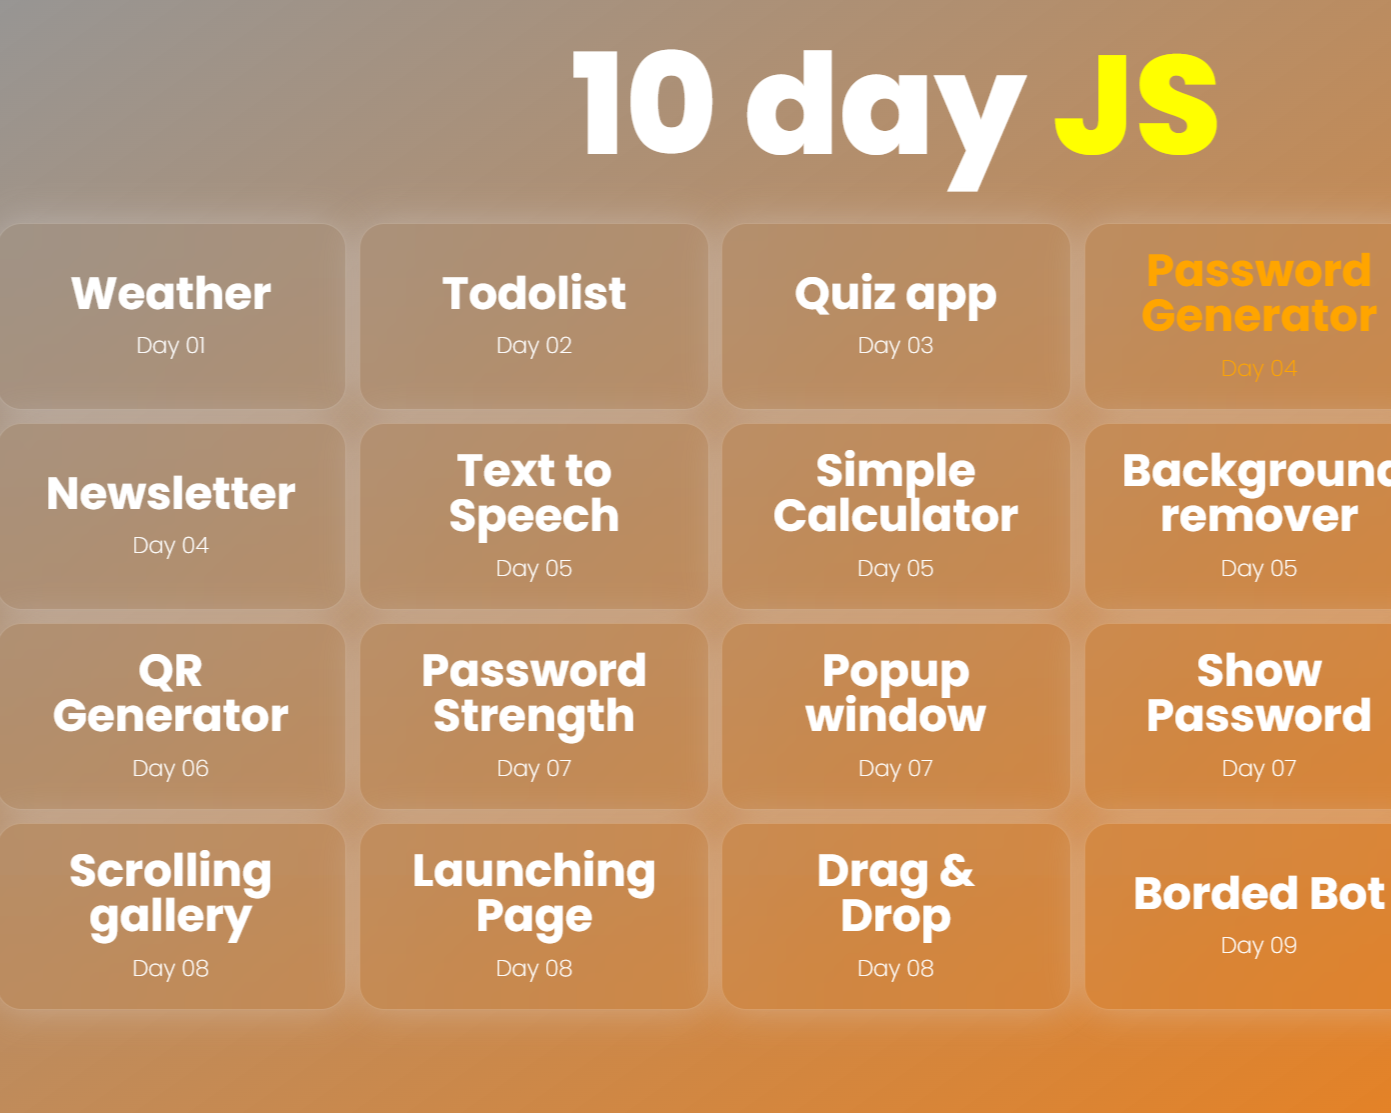 10 day JS
Weather
Day 01
Todolist
Day 02
Quiz app
Day 03
Password
Generator
Day 04
Newsletter
Day 04
Text to
Speech
Day 05
Simple
Calculator
Day 05
Background
remover
Day 05
QR
Generator
Day 06
Password
Strength
Day 07
Popup
window
Day 07
Show
Password
Day 07
Scrolling
gallery
Day 08
Launching
Page
Day 08
Drag &
Drop
Day 08
Borded Bot
Day 09